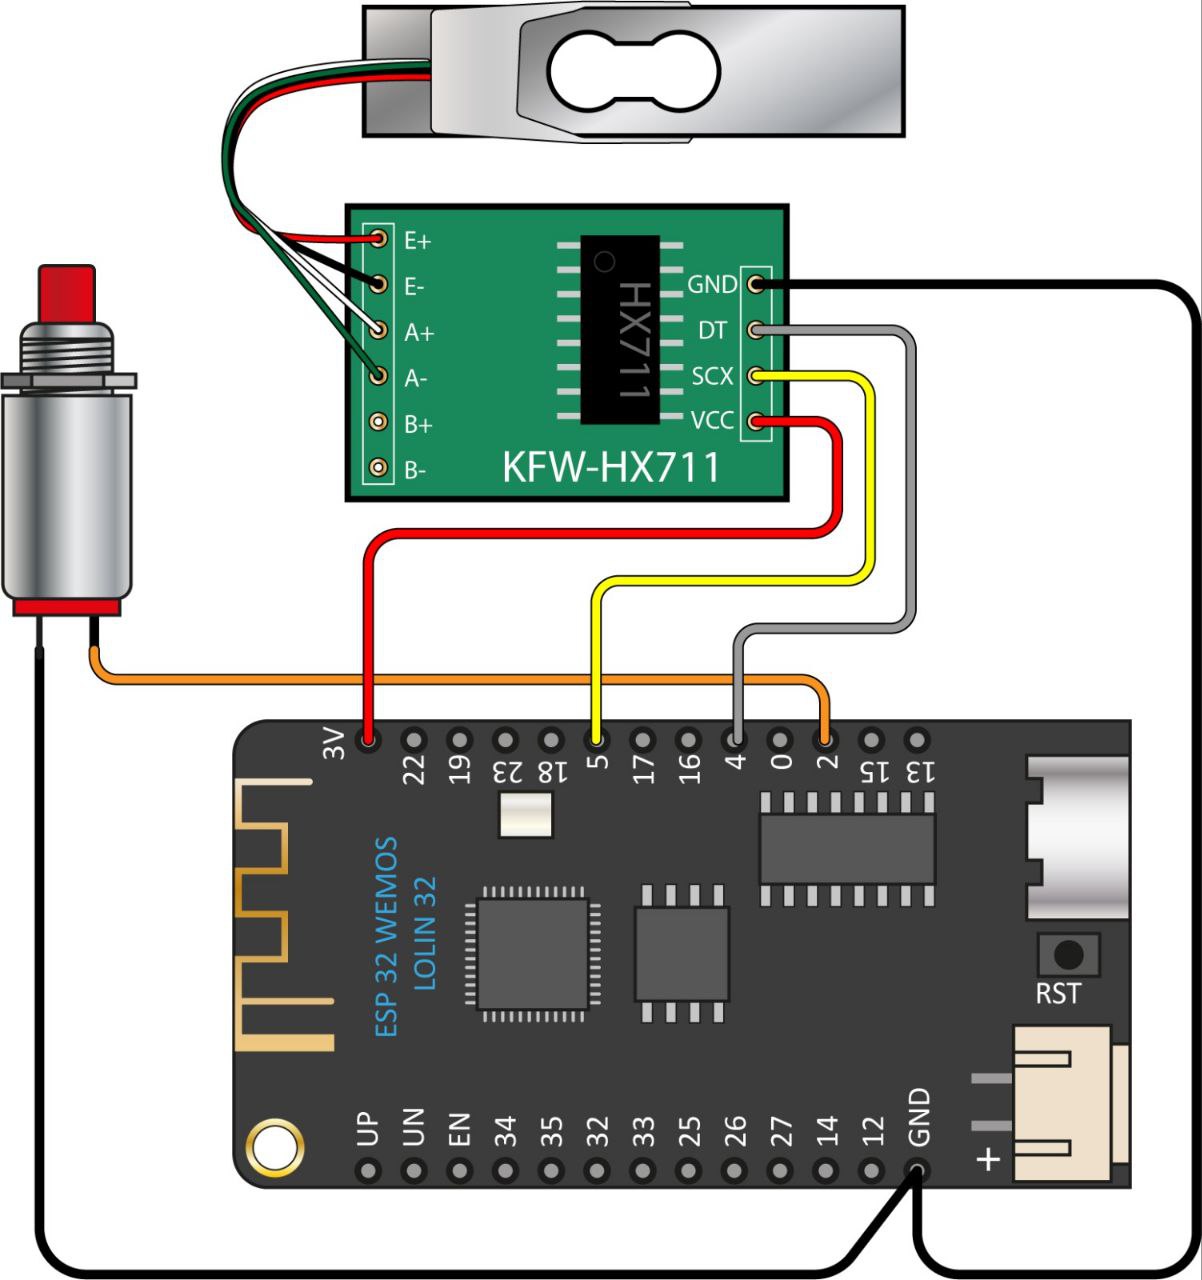 E+
E-
A+
A-
B+
B-
HX711
GND
DT
SCX
VCC
KFW-HX711
3V
22
19
23
18
5
17
16
4
0
2
15
13
ESP 32 WEMOS
LOLIN 32
RST
UP
UN
EN
34
35
32
33
25
26
27
14
12
GND
+